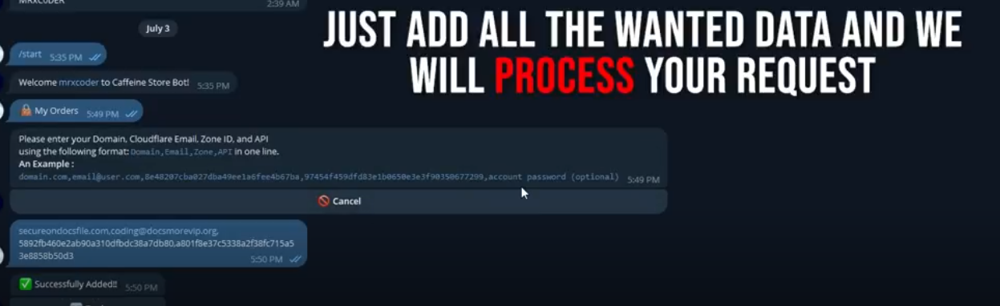 MRXCODER
2:39 AM
JUST ADD ALL THE WANTED DATA AND WE
WILL PROCESS YOUR REQUEST
July 3
/start 5:35 PM
Welcome mrxcoder to Caffeine Store Bot! 5:35 PM
My Orders 5:49 PM
Please enter your Domain, Cloudflare Email, Zone ID, and API
using the following format: Domain,Email,Zone,API in one line.
An Example :
domain.com,email@user.com,8e48207cba027dba49ee1a6fee4b67ba,97454f459dfd83e1b0650e3e3f90350677299,account password (optional) 5:49 PM
Cancel
secureondocsfile.com,coding@docsmorevip.org,
5892fb460e2ab90a310dfbdc38a7db80,a801f8e37c5338a2f38fc715a5
3e8858b50d3
5:50 PM
Successfully Added!! 5:50 PM